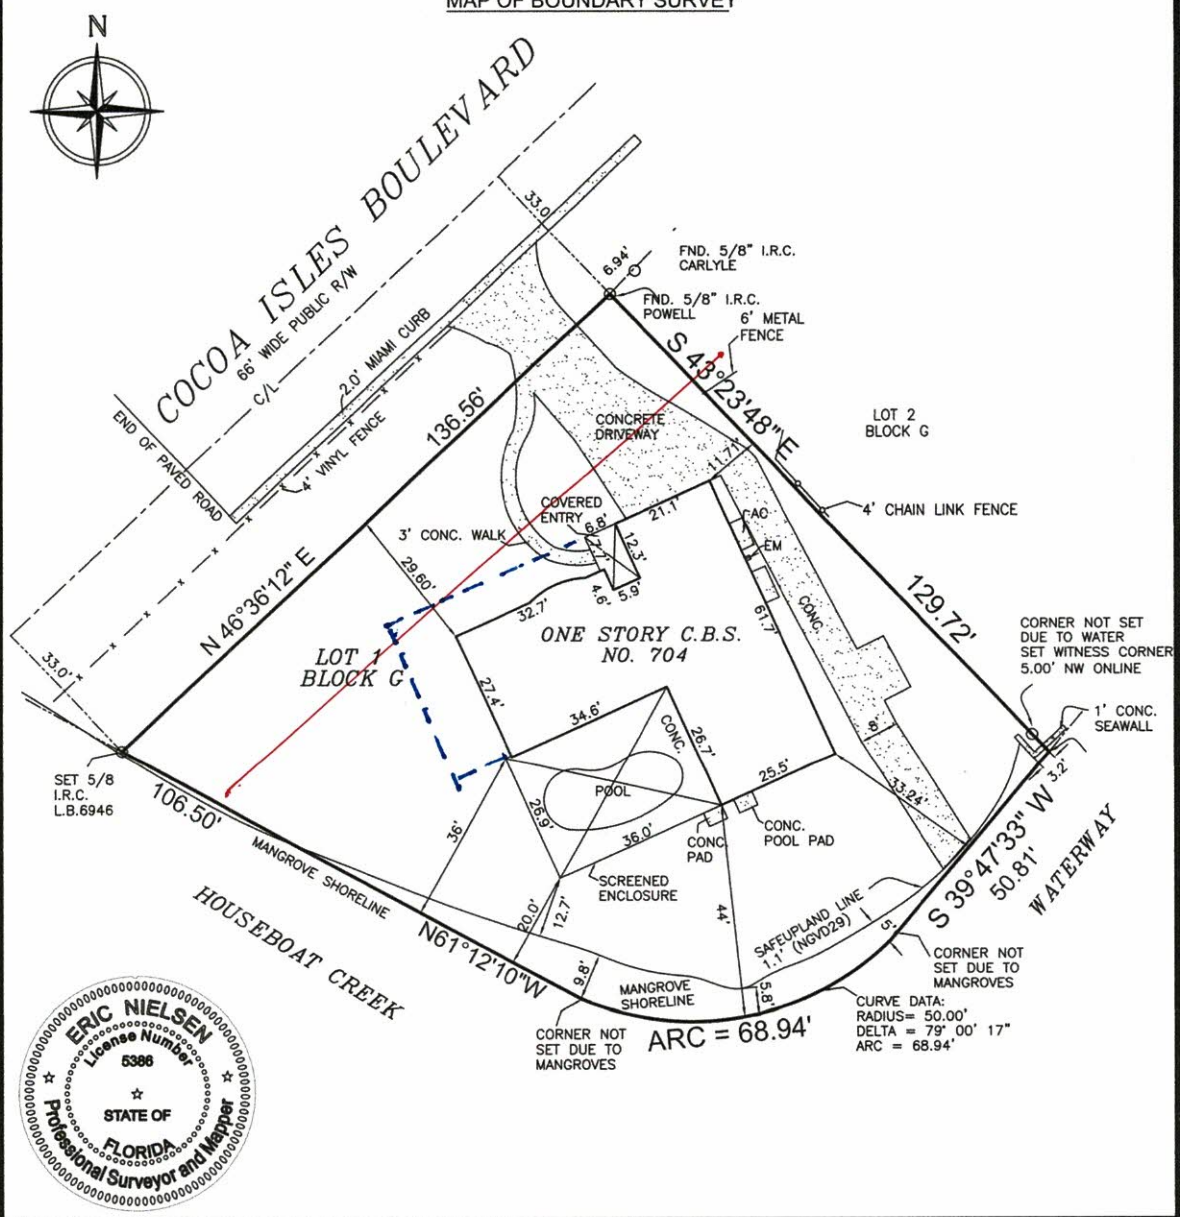 MAP OF BOUNDARY SURVEY
N
COCOA ISLES BOULEVARD
66' WIDE PUBLIC R/W
C/L
2.0' MIAMI CURB
4' VINYL FENCE
END OF PAVED ROAD
33.0'
33.0'
6.94'
FND. 5/8" I.R.C.
CARLYLE
FND. 5/8" I.R.C.
POWELL
6' METAL
FENCE
S 43°23'48" E
129.72'
LOT 2
BLOCK G
4' CHAIN LINK FENCE
136.56'
N 46°36'12" E
CONCRETE
DRIVEWAY
11.71'
COVERED
ENTRY
6.8'
7.7'
21.1'
12.3'
4.6'
5.9'
3' CONC. WALK
29.60'
32.7'
AC
EM
61.7'
CONC.
ONE STORY C.B.S.
NO. 704
LOT 1
BLOCK G
27.4'
34.6'
CONC.
26.7'
25.5'
POOL
26.9'
36.0'
36'
8'
33.24'
CORNER NOT SET
DUE TO WATER
SET WITNESS CORNER
5.00' NW ONLINE
1' CONC.
SEAWALL
3.2'
SET 5/8
I.R.C.
L.B.6946
106.50'
MANGROVE SHORELINE
HOUSEBOAT CREEK
N61°12'10"W
CONC.
PAD
CONC.
POOL PAD
SCREENED
ENCLOSURE
20.0'
12.7'
44'
S 39°47'33" W
50.81'
WATERWAY
SAFEUPLAND LINE
1.1' (NGVD29)
5'
9.8'
5.8'
MANGROVE
SHORELINE
CORNER NOT
SET DUE TO
MANGROVES
CORNER NOT
SET DUE TO
MANGROVES
ARC = 68.94'
CURVE DATA:
RADIUS= 50.00'
DELTA = 79° 00' 17"
ARC = 68.94'
ERIC NIELSEN
License Number
5386
STATE OF
FLORIDA
Professional Surveyor and Mapper